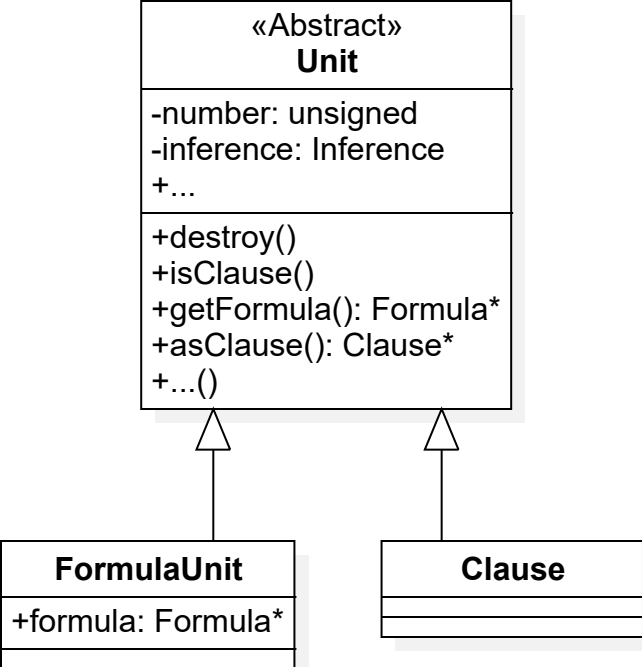 «Abstract»
Unit
-number: unsigned
-inference: Inference
+...
+destroy()
+isClause()
+getFormula(): Formula*
+asClause(): Clause*
+...()
FormulaUnit
+formula: Formula*
Clause